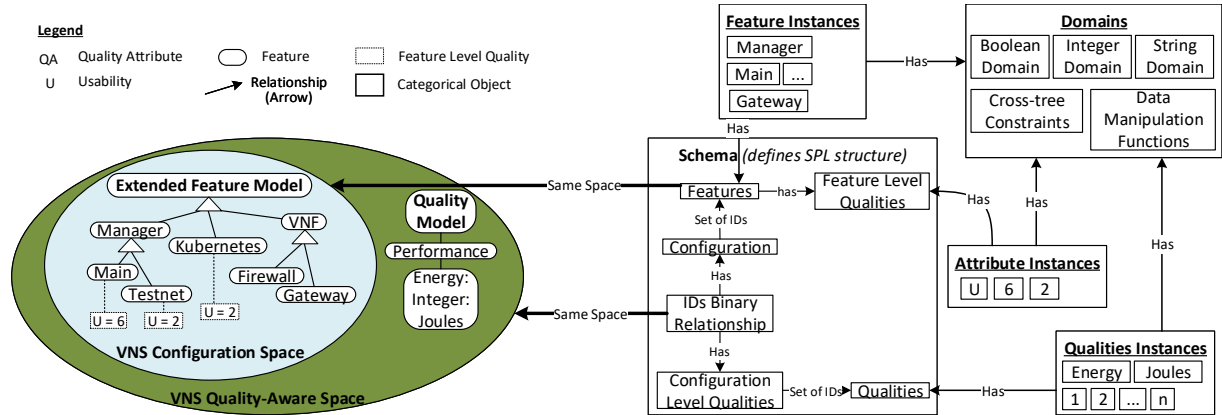 Legend
QA Quality Attribute
Feature
Feature Level Quality
U Usability
Relationship
(Arrow)
Categorical Object
Extended Feature Model
Manager
Kubernetes
VNF
Main
Testnet
Firewall
Gateway
U = 6
U = 2
U = 2
VNS Configuration Space
VNS Quality-Aware Space
Quality
Model
Performance
Energy:
Integer:
Joules
Same Space
Same Space
Feature Instances
Manager
Main
...
Gateway
Has
Has
Domains
Boolean
Domain
Integer
Domain
String
Domain
Cross-tree
Constraints
Data
Manipulation
Functions
Schema (defines SPL structure)
Features
has
Feature Level
Qualities
Set of IDs
Configuration
Has
IDs Binary
Relationship
Has
Configuration
Level Qualities
Set of IDs
Qualities
Has
Has
Has
Attribute Instances
U
6
2
Has
Qualities Instances
Energy
Joules
1
2
...
n